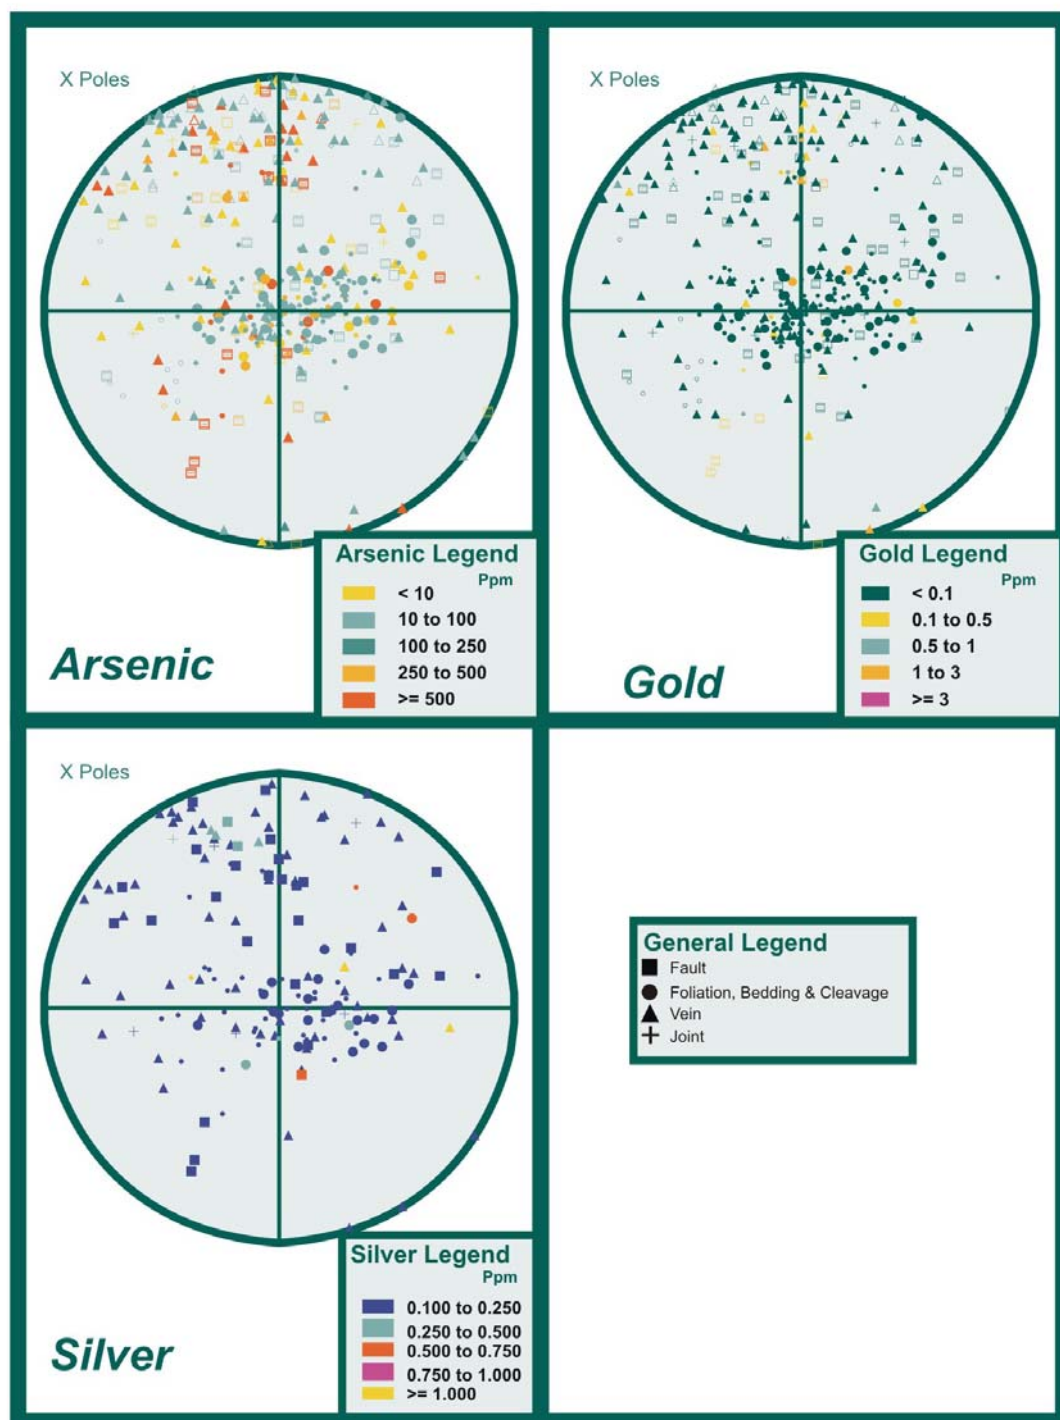 X Poles
Arsenic Legend
Ppm
< 10
10 to 100
100 to 250
250 to 500
>= 500
Arsenic
X Poles
Gold Legend
Ppm
< 0.1
0.1 to 0.5
0.5 to 1
1 to 3
>= 3
Gold
X Poles
Silver Legend
Ppm
0.100 to 0.250
0.250 to 0.500
0.500 to 0.750
0.750 to 1.000
>= 1.000
Silver
General Legend
Fault
Foliation, Bedding & Cleavage
Vein
Joint